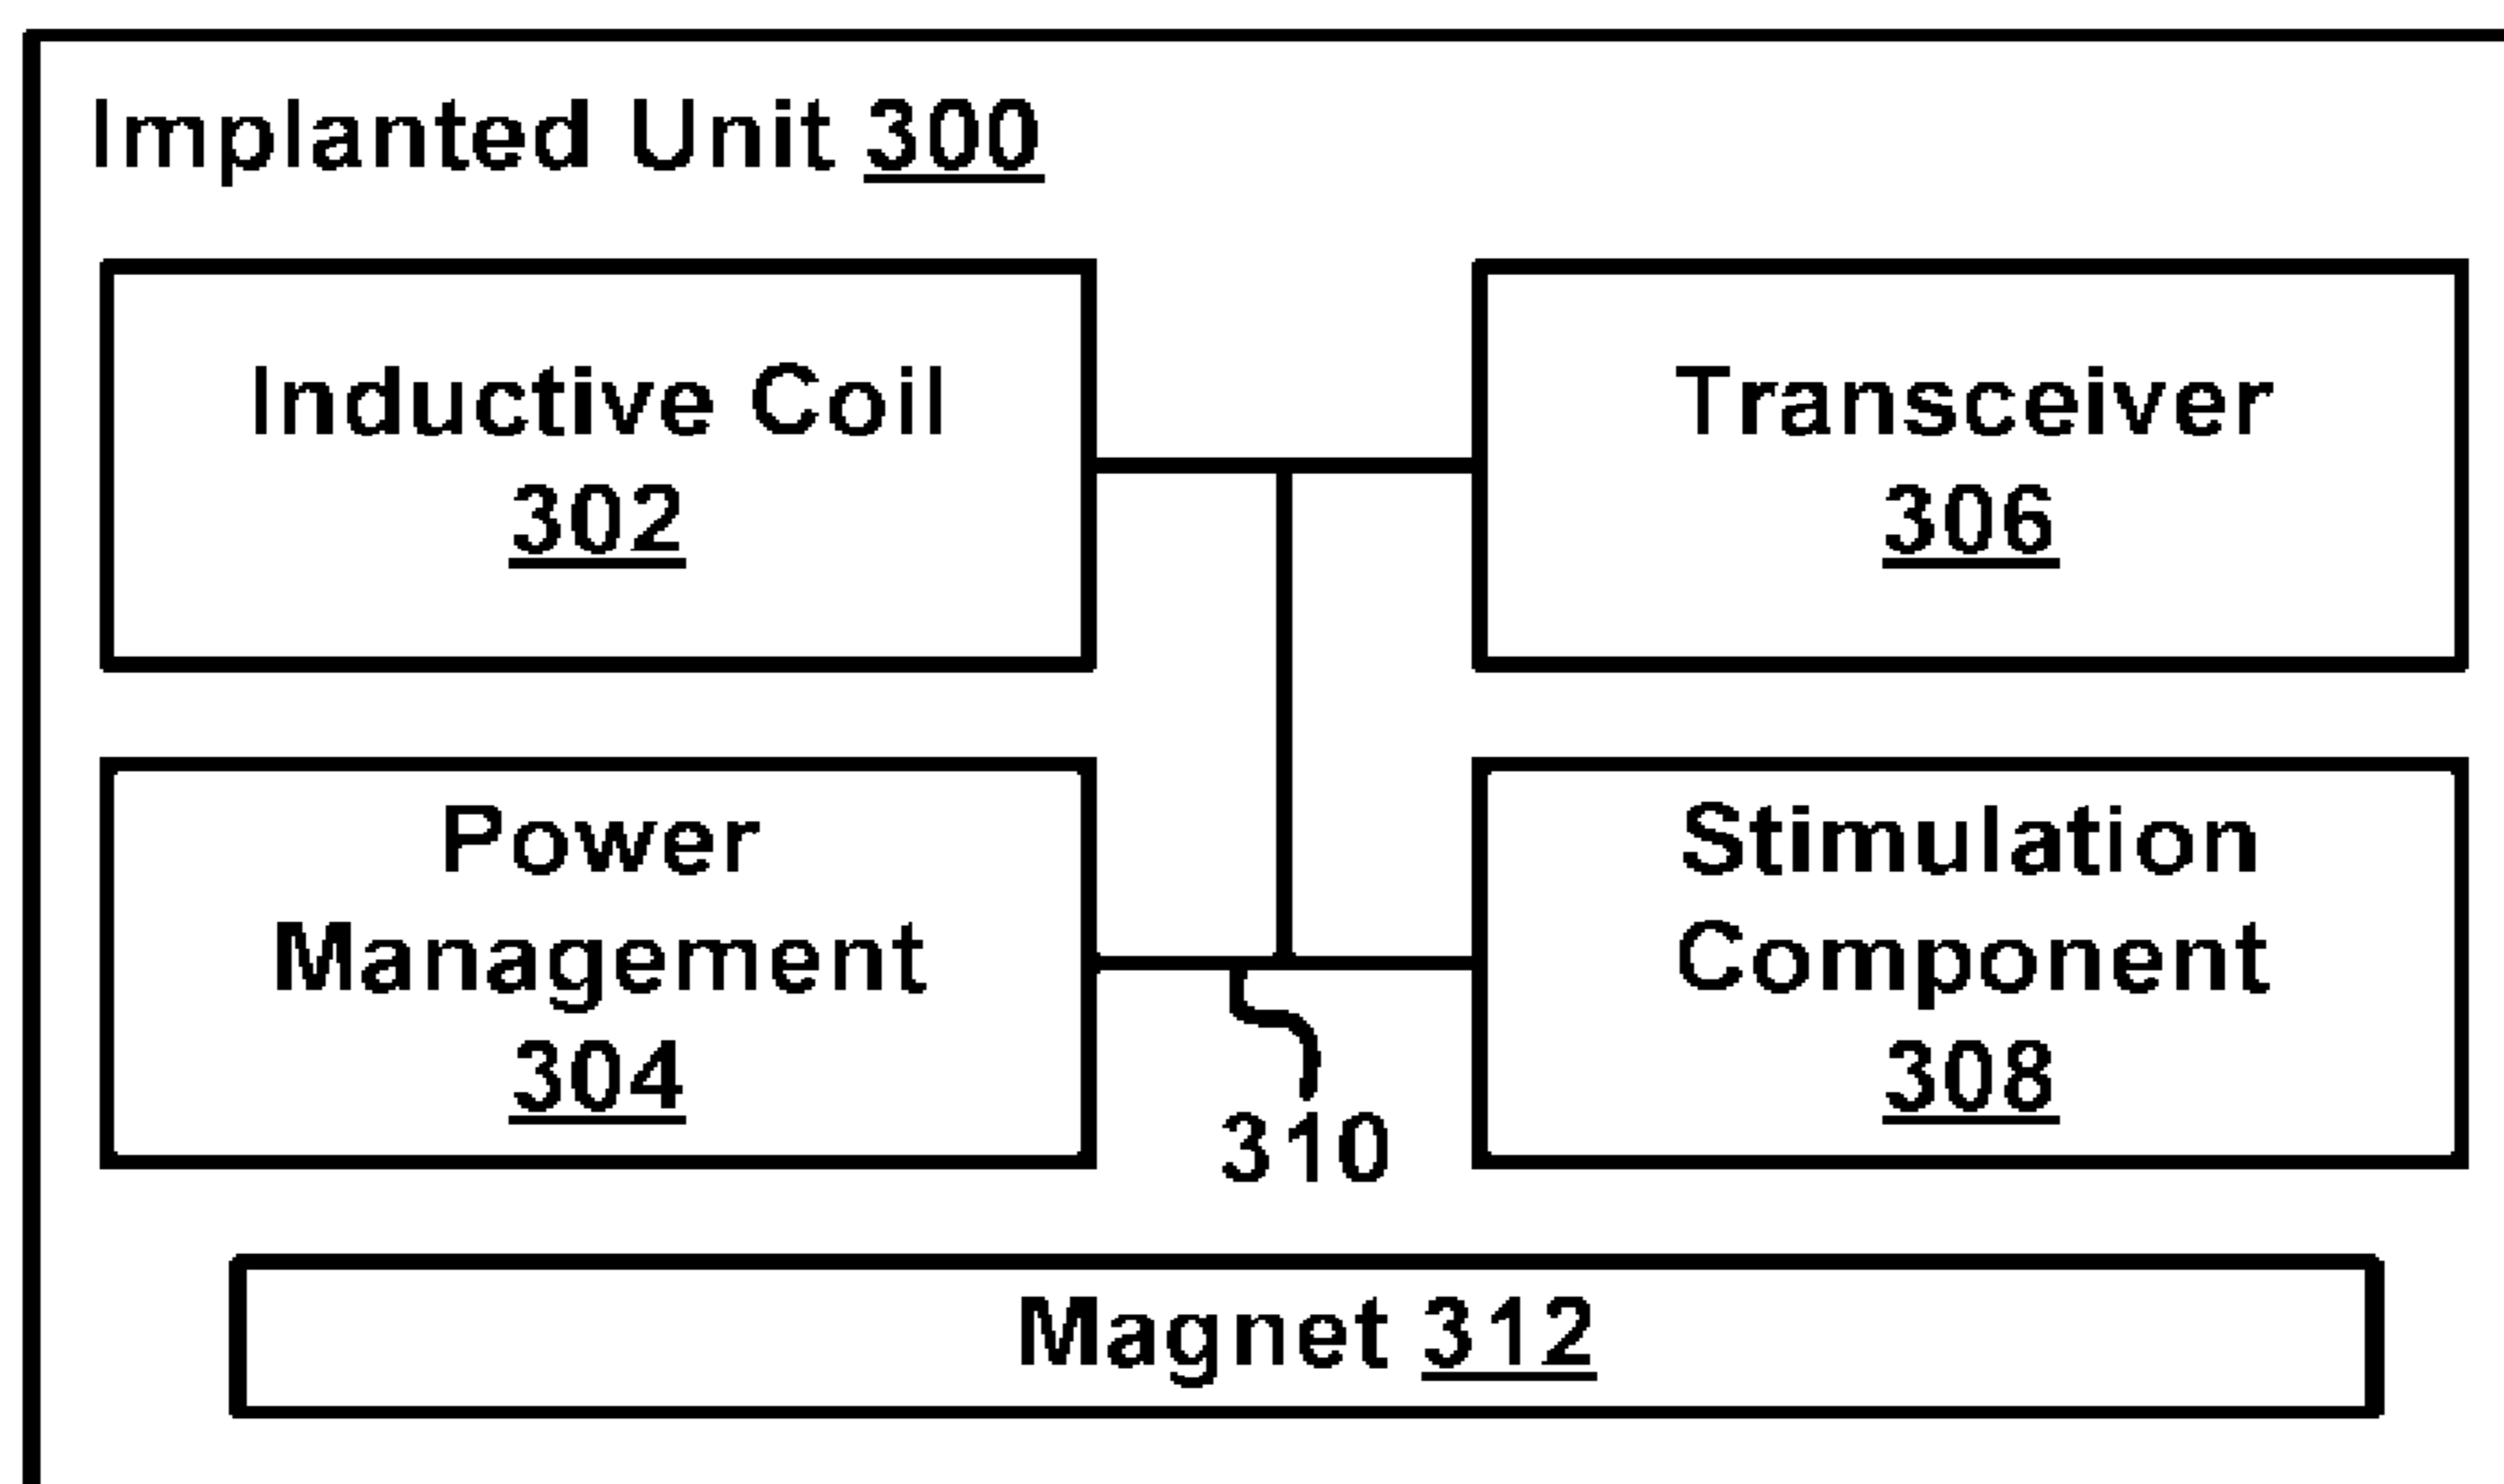 Implanted Unit 300
Inductive Coil
302
Transceiver
306
Power
Management
304
Stimulation
Component
308
310
Magnet 312